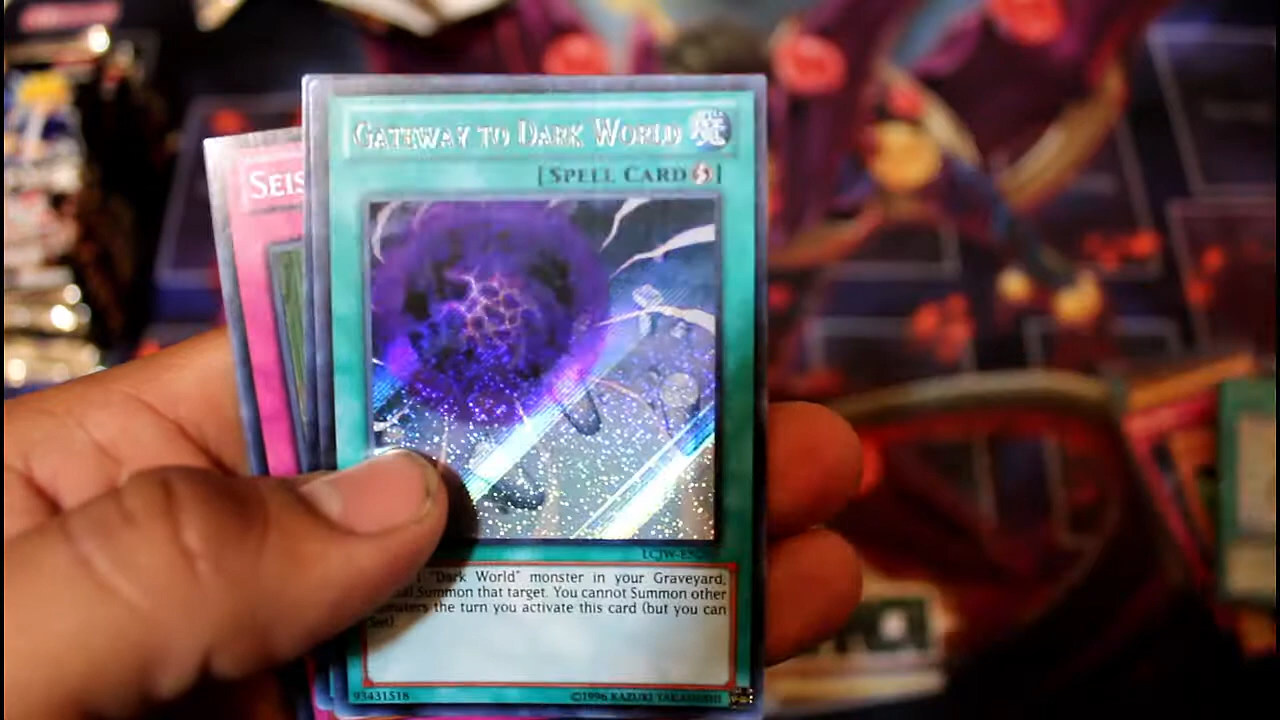 GATEWAY TO DARK WORLD
[SPELL CARD ]
SEIS
LCJW-EN
"Dark World" monster in your Graveyard,
Summon that target. You cannot Summon other
the turn you activate this card (but you can
Set)
93431518
©1996 KAZUKI TAKAHASHI